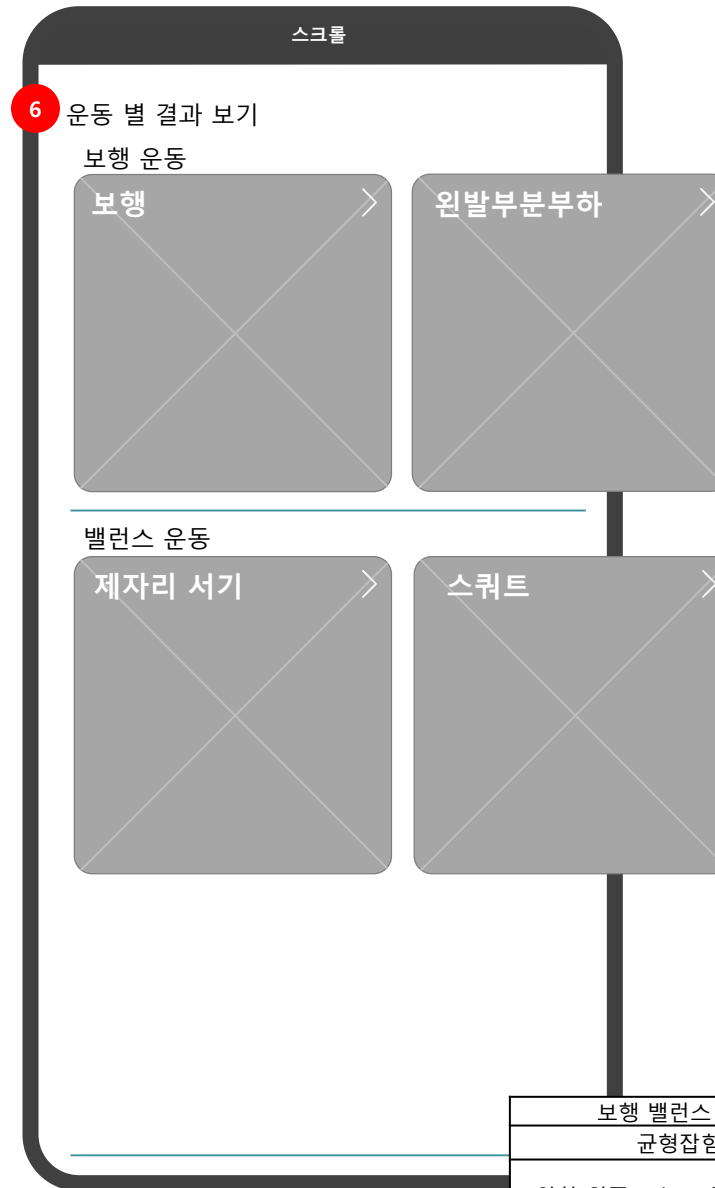 스크롤
6 운동 별 결과 보기
보행 운동
보행
왼발부분부하
밸런스 운동
제자리 서기
스쿼트
보행 밸런스